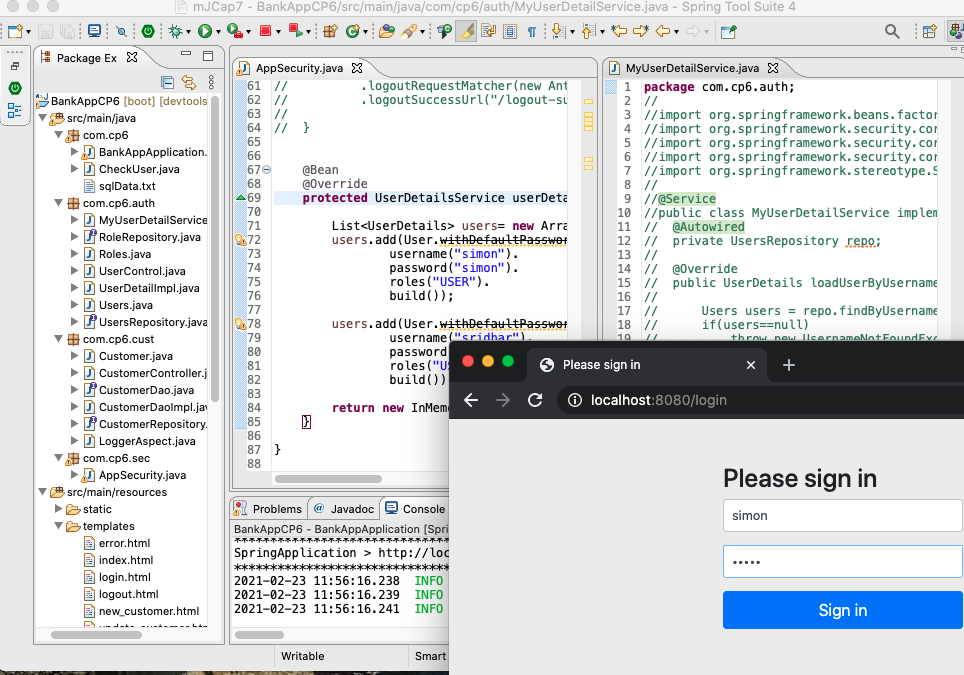 mJCap7 - BankAppCP6/src/main/java/com/cp6/auth/MyUserDetailService.java - Spring Tool Suite 4
Package Ex
BankAppCP6 [boot] [devtools
src/main/java
com.cp6
BankAppApplication.
CheckUser.java
sqlData.txt
com.cp6.auth
MyUserDetailService
RoleRepository.java
Roles.java
UserControl.java
UserDetailImpl.java
Users.java
UsersRepository.java
com.cp6.cust
Customer.java
CustomerController.j
CustomerDao.java
CustomerDaoImpl.jav
CustomerRepository.
LoggerAspect.java
com.cp6.sec
AppSecurity.java
src/main/resources
static
templates
error.html
index.html
login.html
logout.html
new_customer.html
AppSecurity.java
61 // .logoutRequestMatcher(new Ant
62 // .logoutSuccessUrl("/logout-su
63 //
64 // }
65
66
67 @Bean
68 @Override
69 protected UserDetailsService userDeta
70
71 List<UserDetails> users= new Arra
72 users.add(User.withDefaultPasswor
73 username("simon").
74 password("simon").
75 roles("USER").
76 build());
77
78 users.add(User.withDefaultPasswor
79 username("sridhar").
80 password
81 roles("US
82 build())
83
84 return new InMemo
85 }
86
87 }
88
MyUserDetailService.java
1 package com.cp6.auth;
2 //
3 //import org.springframework.beans.factor
4 //import org.springframework.security.cor
5 //import org.springframework.security.cor
6 //import org.springframework.security.cor
7 //import org.springframework.stereotype.S
8 //
9 //@Service
10 //public class MyUserDetailService implem
11 // @Autowired
12 // private UsersRepository repo;
13 //
14 // @Override
15 // public UserDetails loadUserByUsername
16 //
17 // Users users = repo.findByUsername
18 // if(users==null)
19 // throw new UsernameNotFoundExc
Problems
Javadoc
Console
BankAppCP6 - BankAppApplication [Spri
SpringApplication > http://loc
2021-02-23 11:56:16.238 INFO
2021-02-23 11:56:16.239 INFO
2021-02-23 11:56:16.241 INFO
Writable
Smart
Please sign in
localhost:8080/login
Please sign in
simon
•••••
Sign in